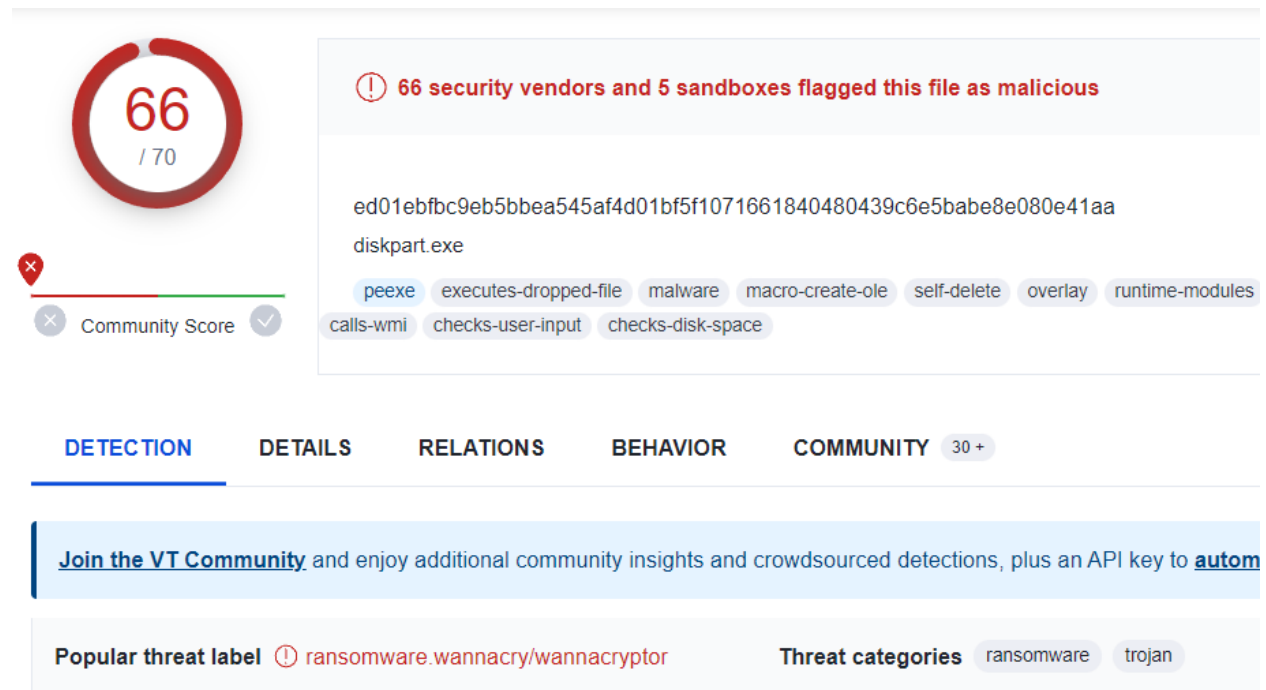 66
/ 70
66 security vendors and 5 sandboxes flagged this file as malicious
ed01ebfbc9eb5bbea545af4d01bf5f1071661840480439c6e5babe8e080e41aa
diskpart.exe
peexe executes-dropped-file malware macro-create-ole self-delete overlay runtime-modules
calls-wmi checks-user-input checks-disk-space
Community Score
DETECTION DETAILS RELATIONS BEHAVIOR COMMUNITY 30 +
Join the VT Community and enjoy additional community insights and crowdsourced detections, plus an API key to autom
Popular threat label ransomware.wannacry/wannacryptor Threat categories ransomware trojan